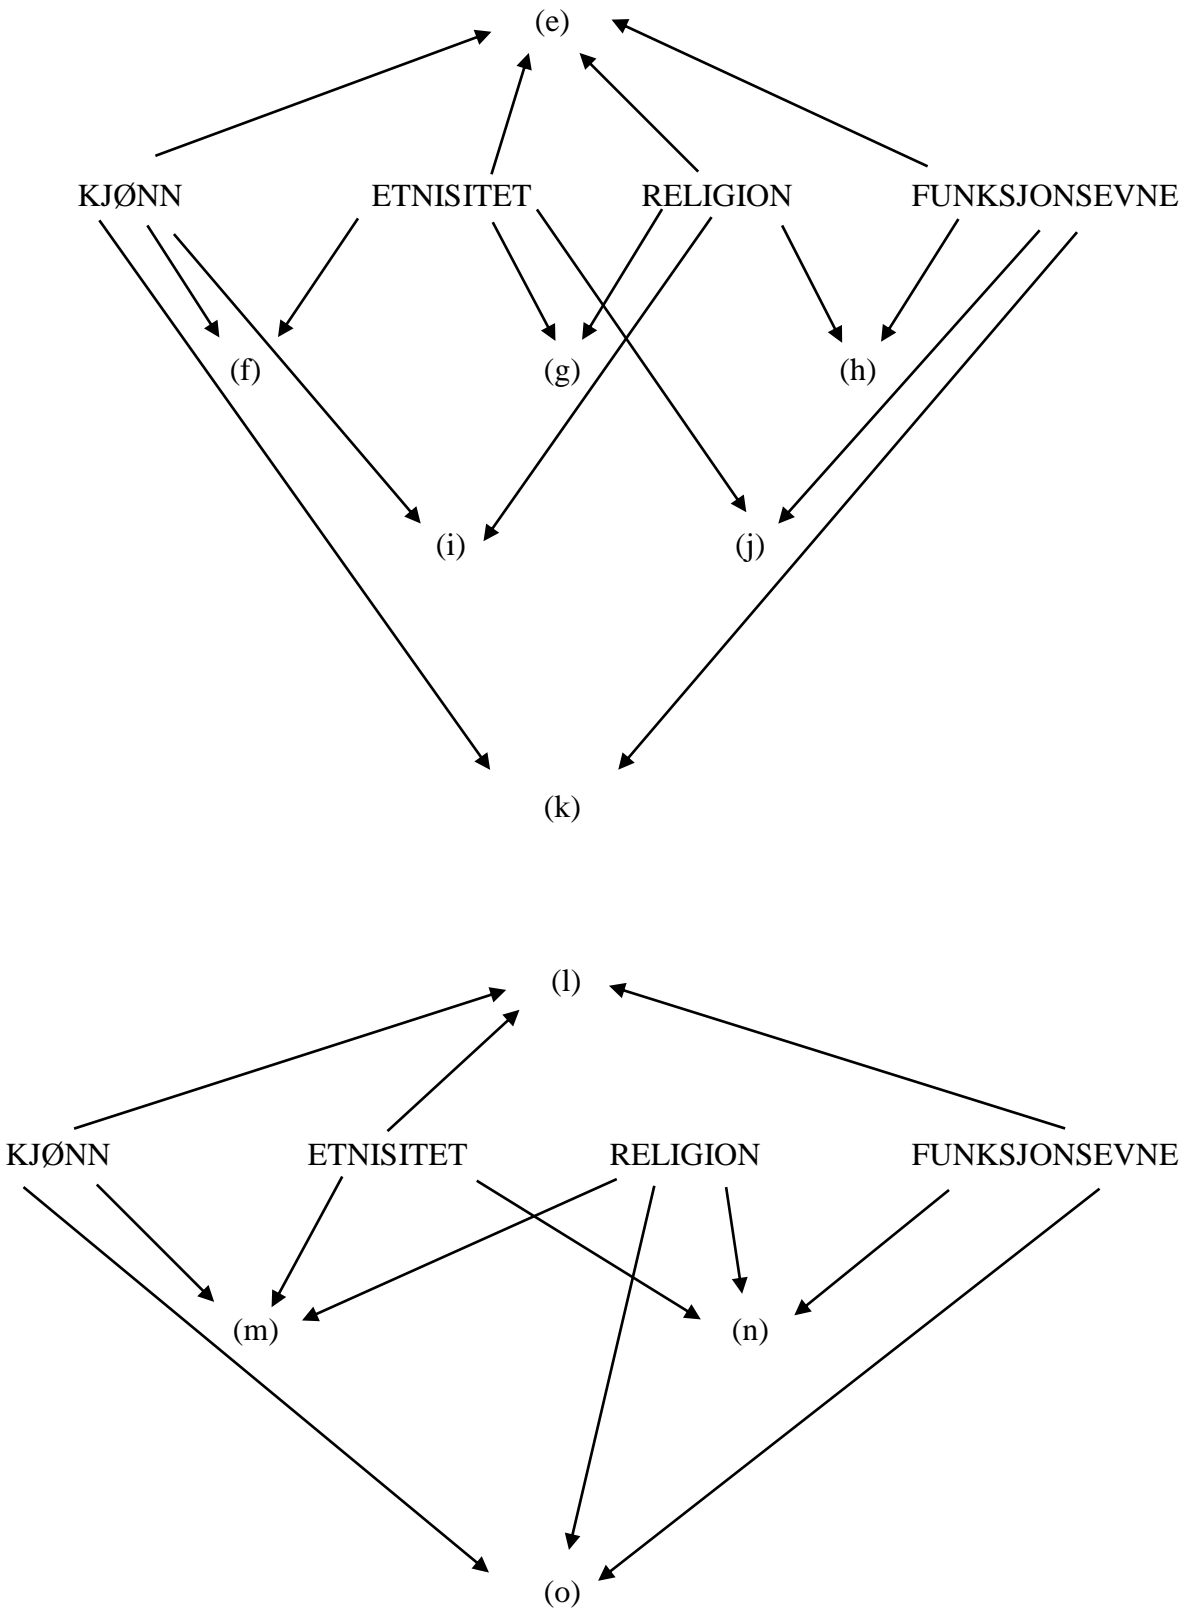 (e)
KJØNN ETNISITET RELIGION FUNKSJONSEVNE
(f) (g) (h)
(i) (j)
(k)
(l)
KJØNN ETNISITET RELIGION FUNKSJONSEVNE
(m) (n)
(o)